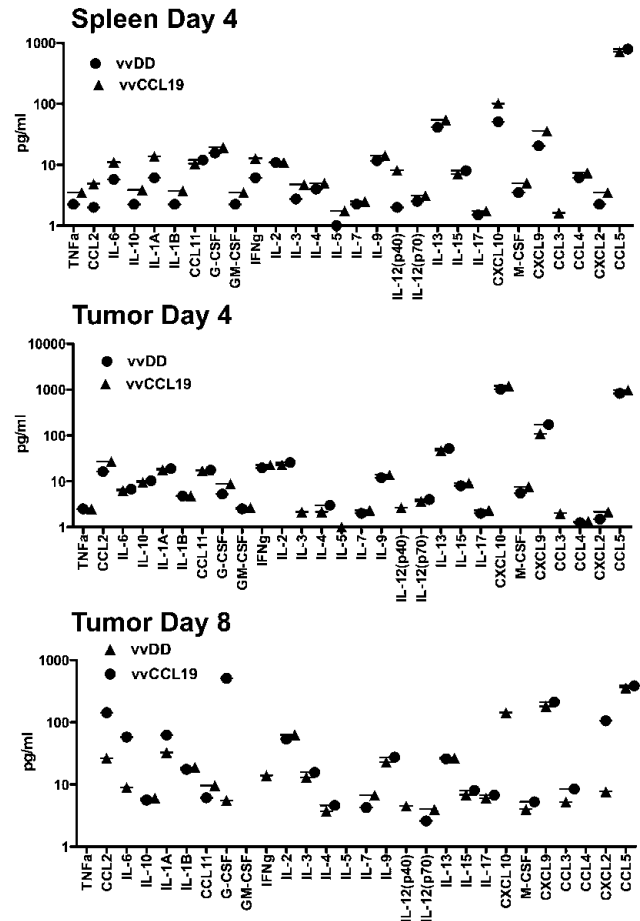 Spleen Day 4
vvDD
vvCCL19
1000
100
10
1
pg/ml
TNFa
CCL2
IL-6
IL-10
IL-1A
IL-1B
CCL11
G-CSF
GM-CSF
IFNg
IL-2
IL-3
IL-4
IL-5
IL-7
IL-9
IL-12(p40)
IL-12(p70)
IL-13
IL-15
IL-17
CXCL10
M-CSF
CXCL9
CCL3
CCL4
CXCL2
CCL5
Tumor Day 4
vvDD
vvCCL19
10000
1000
100
10
1
pg/ml
TNFa
CCL2
IL-6
IL-10
IL-1A
IL-1B
CCL11
G-CSF
GM-CSF
IFNg
IL-2
IL-3
IL-4
IL-5
IL-7
IL-9
IL-12(p40)
IL-12(p70)
IL-13
IL-15
IL-17
CXCL10
M-CSF
CXCL9
CCL3
CCL4
CXCL2
CCL5
Tumor Day 8
vvDD
vvCCL19
1000
100
10
1
pg/ml
TNFa
CCL2
IL-6
IL-10
IL-1A
IL-1B
CCL11
G-CSF
GM-CSF
IFNg
IL-2
IL-3
IL-4
IL-5
IL-7
IL-9
IL-12(p40)
IL-12(p70)
IL-13
IL-15
IL-17
CXCL10
M-CSF
CXCL9
CCL3
CCL4
CXCL2
CCL5